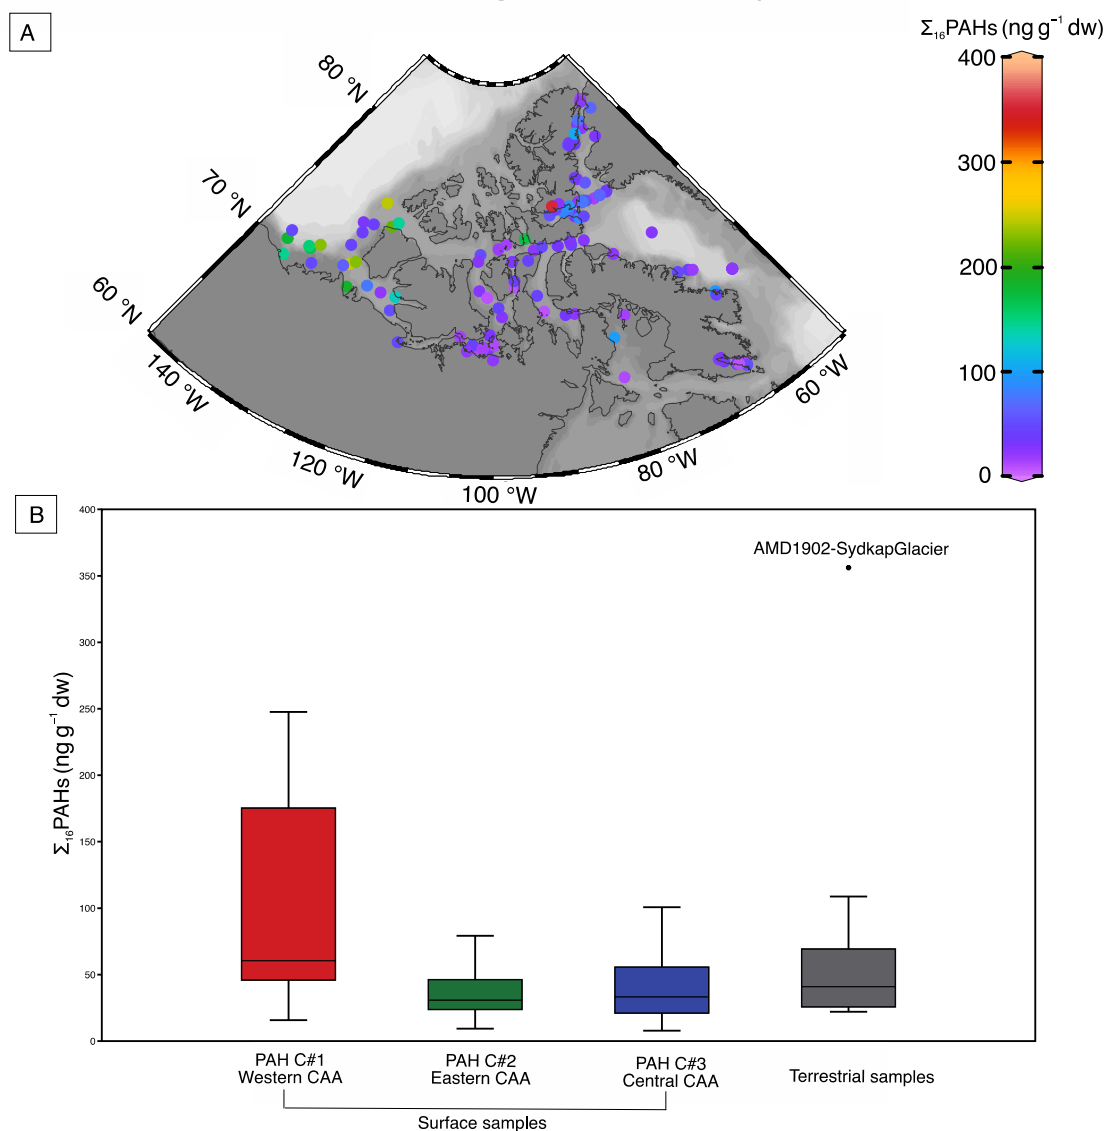 A
Σ₁₆PAHs (ng g⁻¹ dw)
400
300
200
100
0
80 °N
70 °N
60 °N
140 °W
120 °W
100 °W
80 °W
60 °W
B
Σ₁₆PAHs (ng g⁻¹ dw)
400
350
300
250
200
150
100
50
0
AMD1902-SydkapGlacier
PAH C#1
Western CAA
PAH C#2
Eastern CAA
PAH C#3
Central CAA
Terrestrial samples
Surface samples